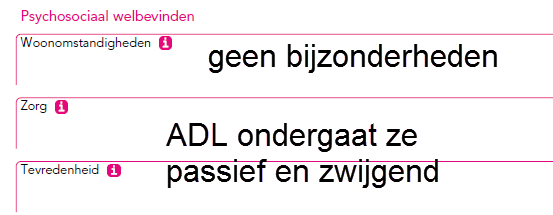 Psychosociaal welbevinden
Woonomstandigheden i
geen bijzonderheden
Zorg i
ADL ondergaat ze
passief en zwijgend
Tevredenheid i